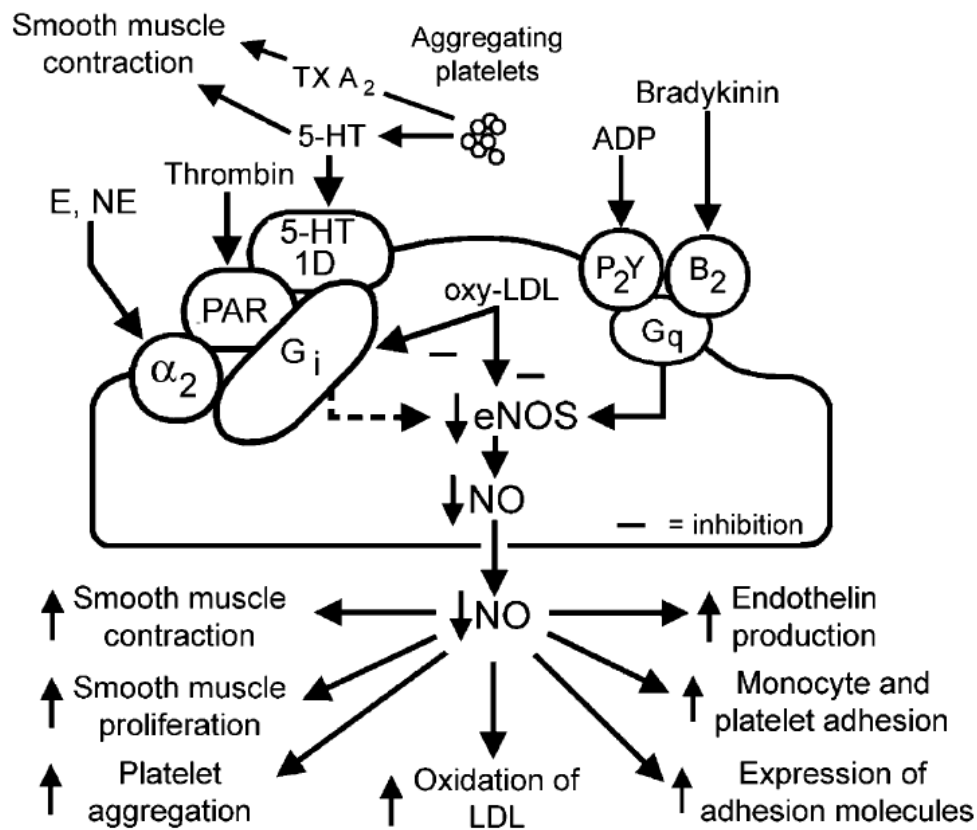 Smooth muscle
contraction
TX A2
Aggregating
platelets
5-HT
Bradykinin
ADP
Thrombin
E, NE
5-HT
1D
P2Y
B2
PAR
oxy-LDL
Gi
Gq
α2
–
–
↓ eNOS
↓ NO
– = inhibition
↓ NO
↑ Smooth muscle
contraction
↑ Endothelin
production
↑ Smooth muscle
proliferation
↑ Monocyte and
platelet adhesion
↑ Platelet
aggregation
↑ Oxidation of
LDL
↑ Expression of
adhesion molecules